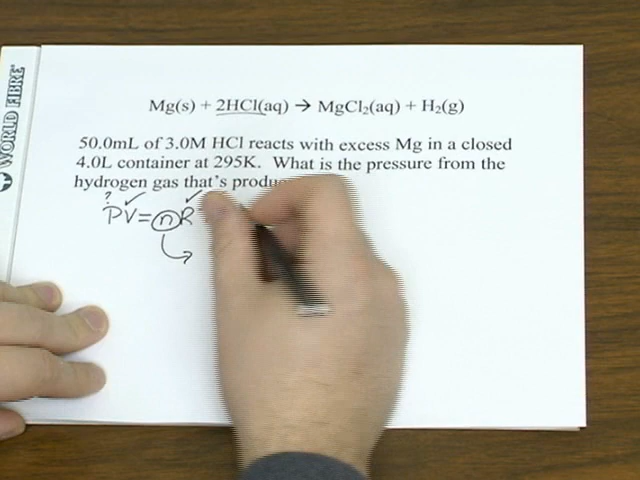 WORLD FIBRE
Mg(s) + 2HCl(aq) → MgCl₂(aq) + H₂(g)
50.0mL of 3.0M HCl reacts with excess Mg in a closed
4.0L container at 295K. What is the pressure from the
hydrogen gas that's
? ✓ ✓
PV=nR